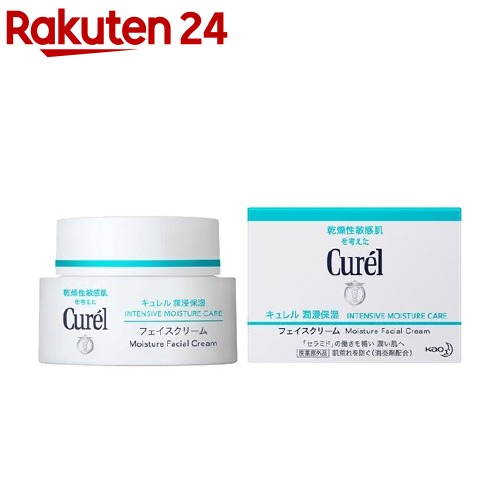 Rakuten 24
乾燥性敏感肌
を考えた
Curél
キュレル 潤浸保湿
INTENSIVE MOISTURE CARE
フェイスクリーム
Moisture Facial Cream
乾燥性敏感肌
を考えた
Curél
キュレル 潤浸保湿 INTENSIVE MOISTURE CARE
フェイスクリーム Moisture Facial Cream
「セラミド」の働きを補い 潤い肌へ
医薬部外品 肌荒れを防ぐ(消炎剤配合)
Kao